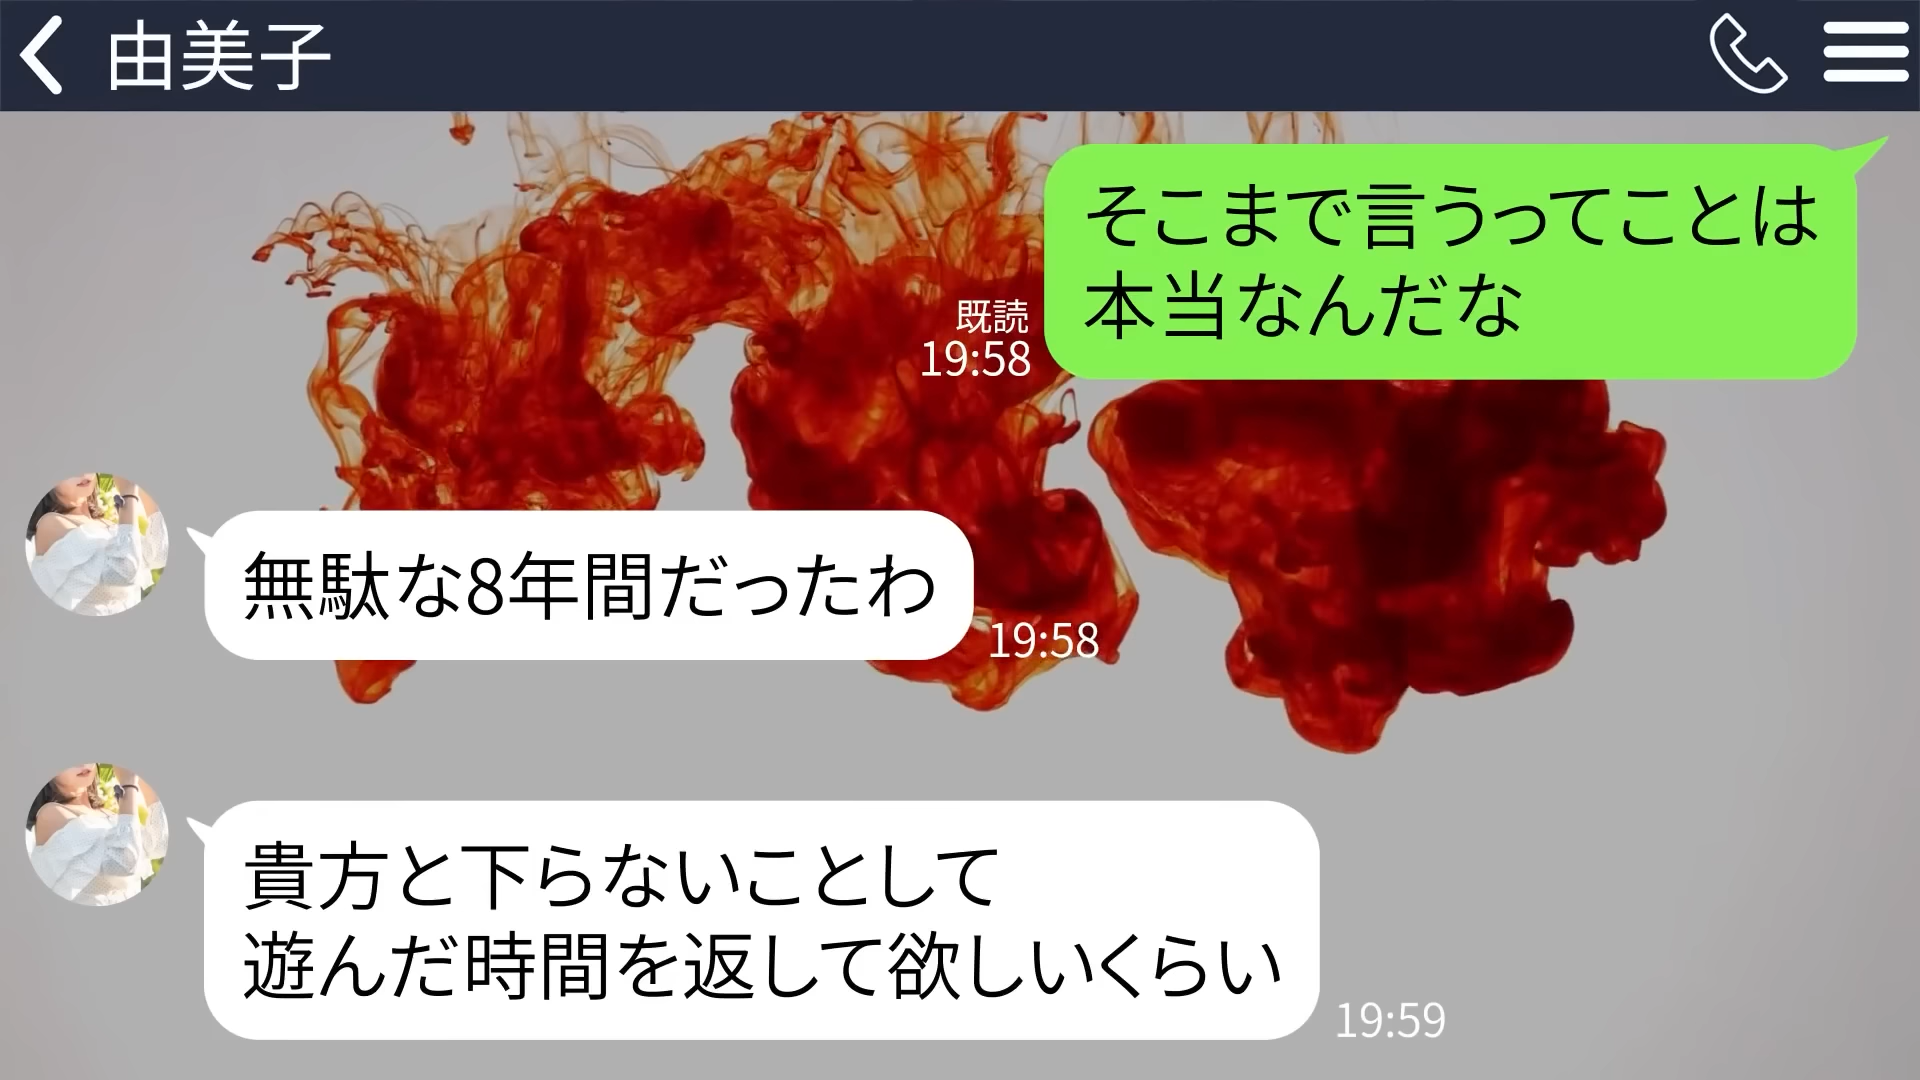 由美子
そこまで言うってことは
本当なんだな
既読
19:58
無駄な8年間だったわ
19:58
貴方と下らないことして
遊んだ時間を返して欲しいくらい
19:59